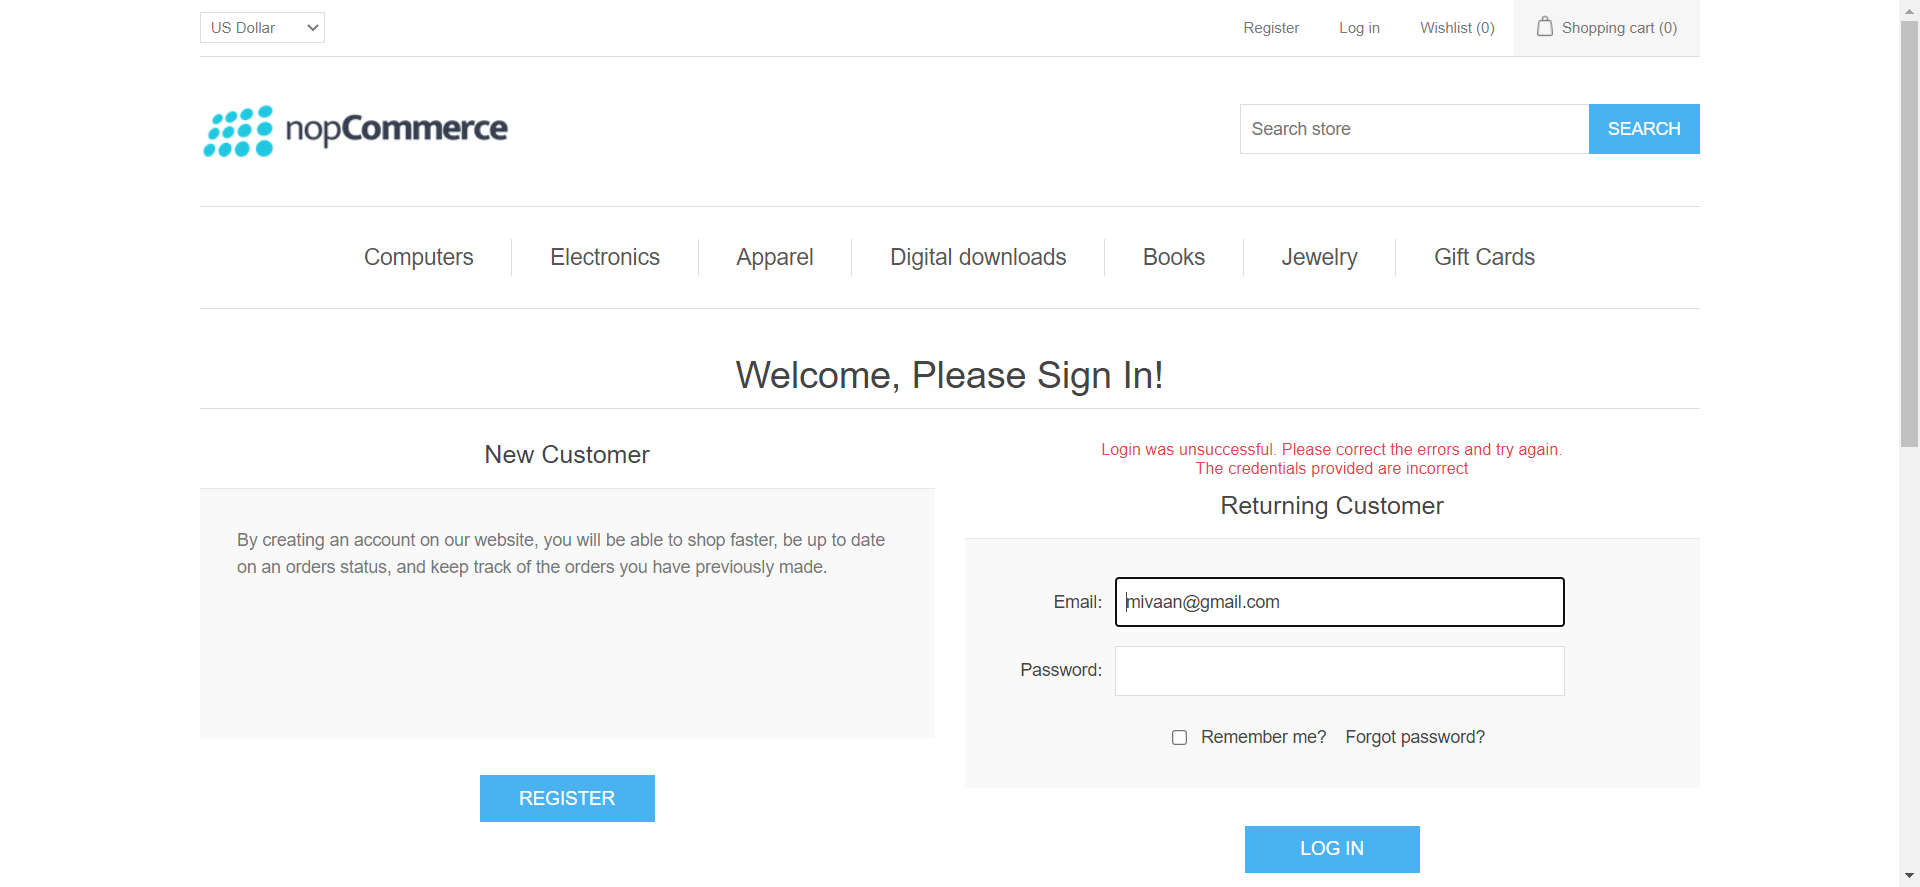 US Dollar
Register
Log in
Wishlist (0)
Shopping cart (0)
nopCommerce
Search store
SEARCH
Computers
Electronics
Apparel
Digital downloads
Books
Jewelry
Gift Cards
Welcome, Please Sign In!
New Customer
By creating an account on our website, you will be able to shop faster, be up to date
on an orders status, and keep track of the orders you have previously made.
REGISTER
Login was unsuccessful. Please correct the errors and try again.
The credentials provided are incorrect
Returning Customer
Email:
mivaan@gmail.com
Password:
Remember me?
Forgot password?
LOG IN